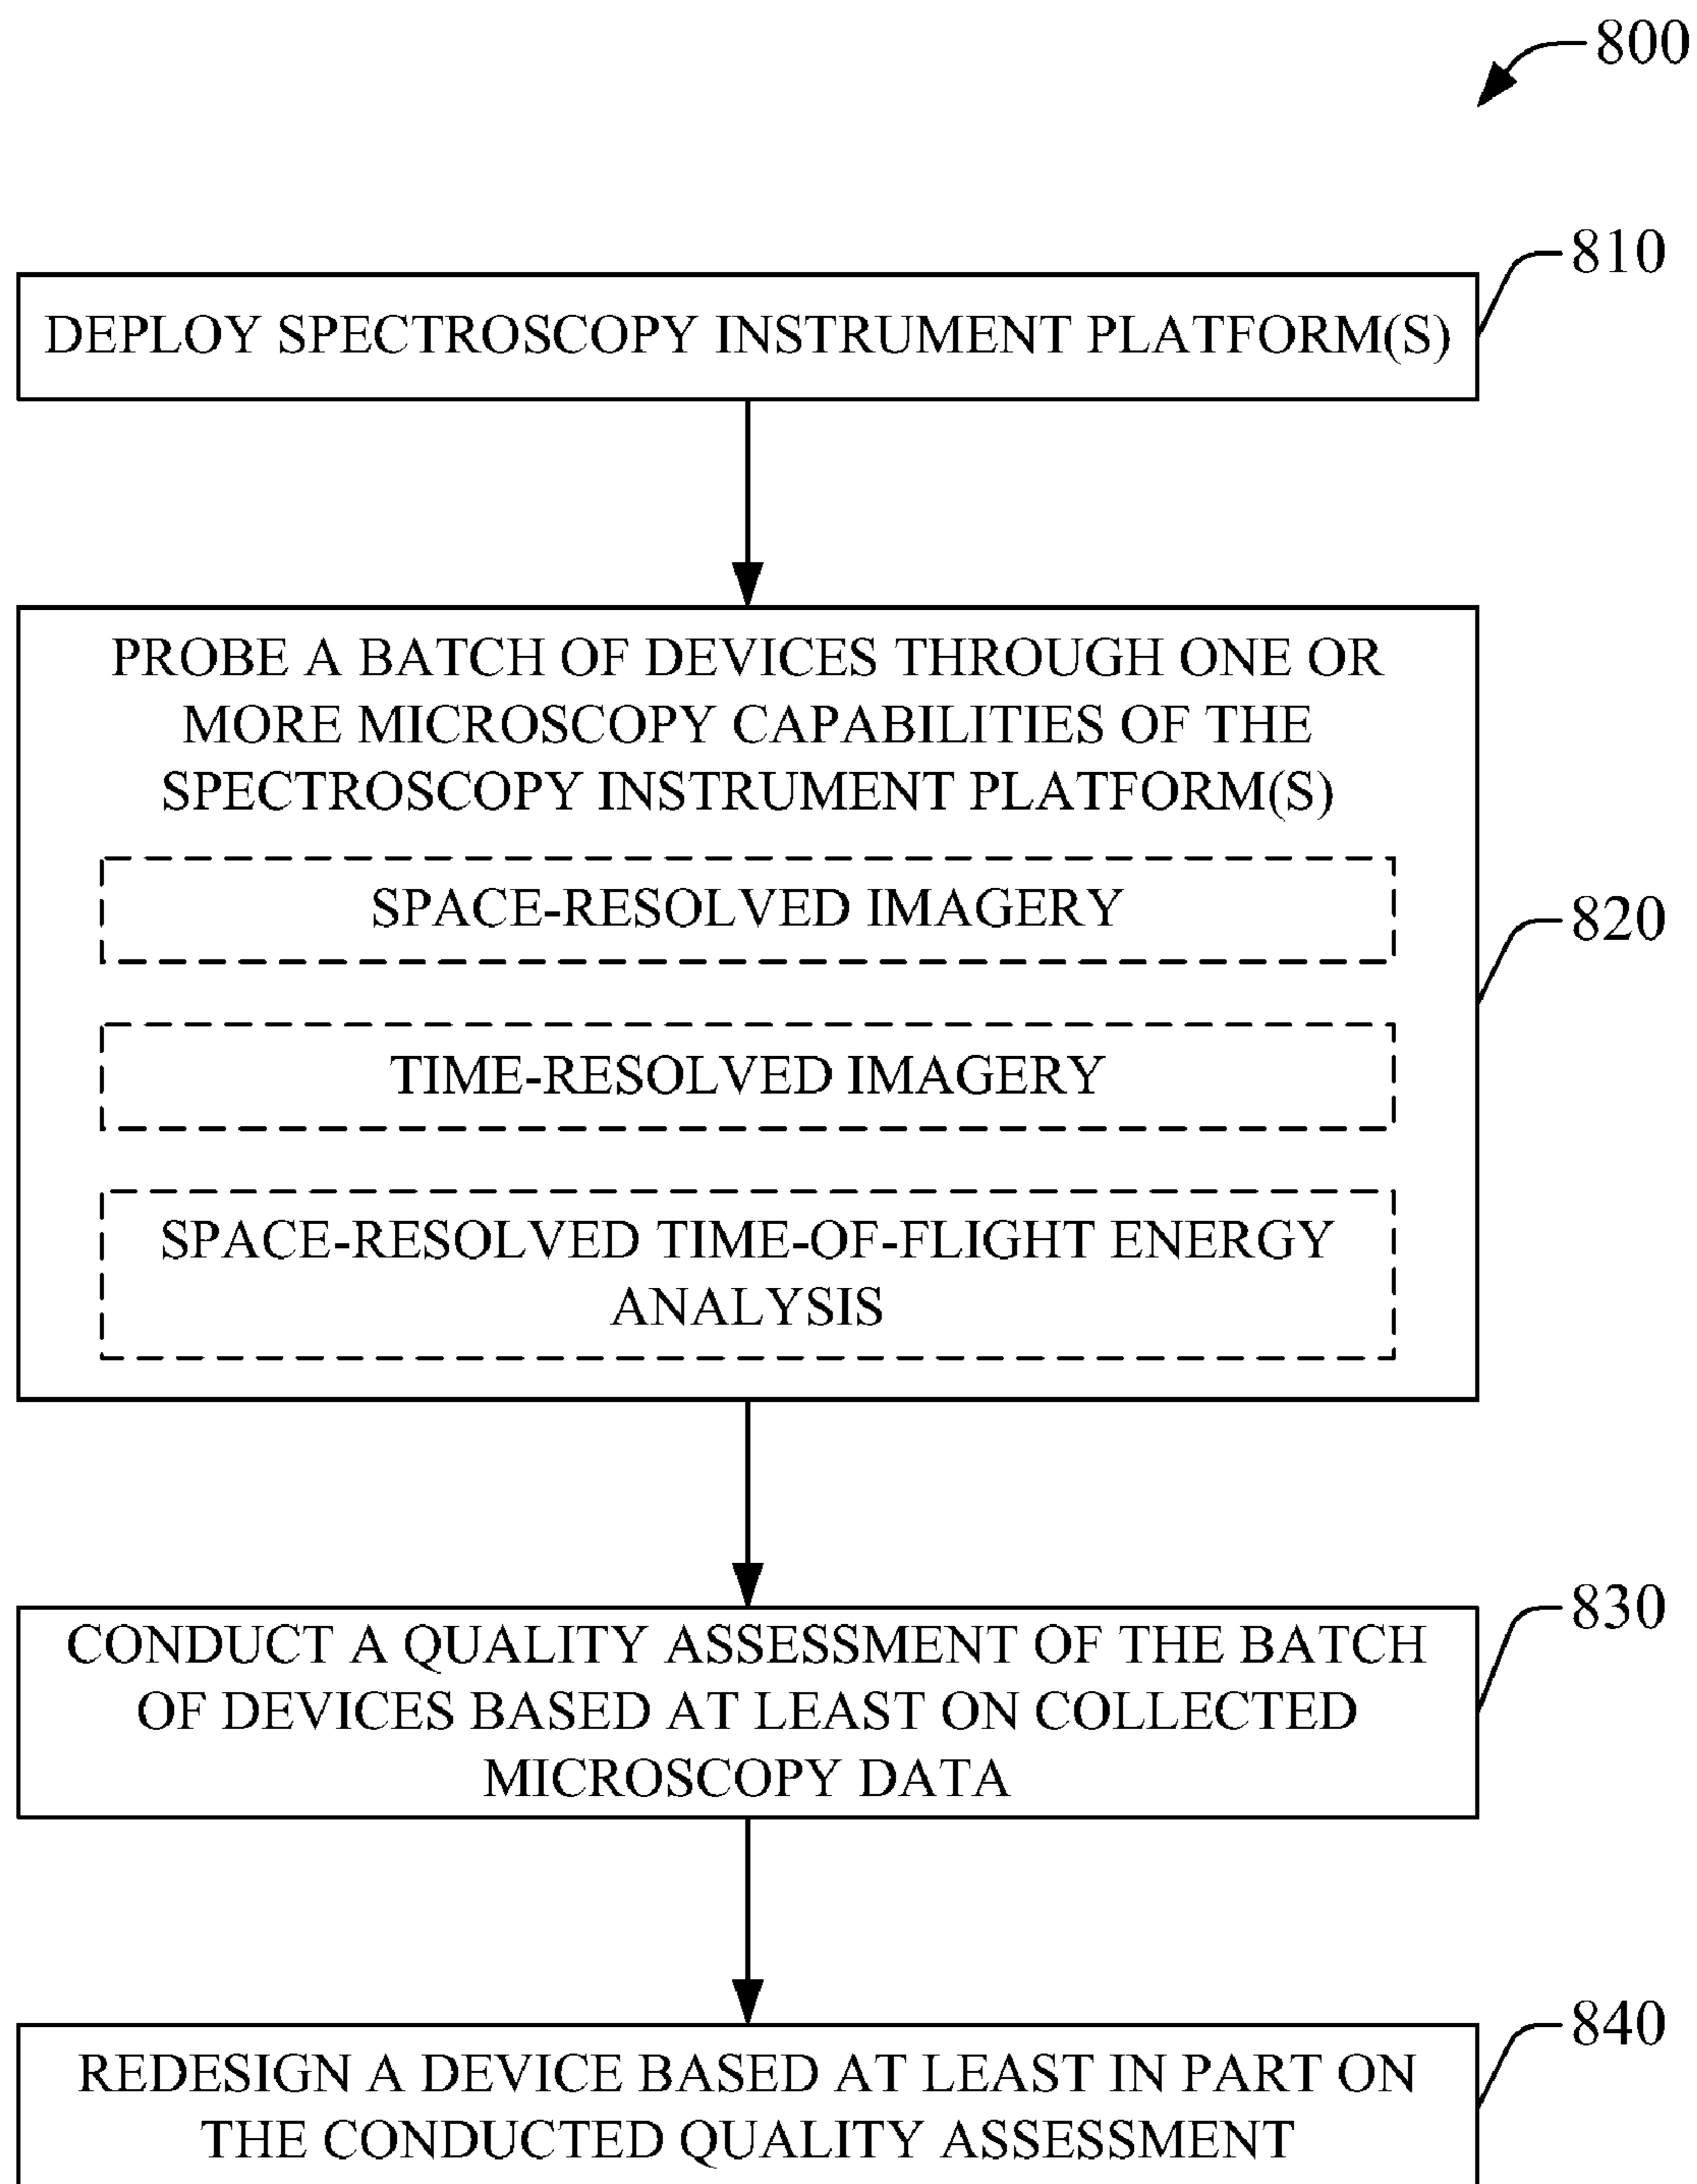 800
810
DEPLOY SPECTROSCOPY INSTRUMENT PLATFORM(S)
PROBE A BATCH OF DEVICES THROUGH ONE OR
MORE MICROSCOPY CAPABILITIES OF THE
SPECTROSCOPY INSTRUMENT PLATFORM(S)
SPACE-RESOLVED IMAGERY
820
TIME-RESOLVED IMAGERY
SPACE-RESOLVED TIME-OF-FLIGHT ENERGY
ANALYSIS
830
CONDUCT A QUALITY ASSESSMENT OF THE BATCH
OF DEVICES BASED AT LEAST ON COLLECTED
MICROSCOPY DATA
840
REDESIGN A DEVICE BASED AT LEAST IN PART ON
THE CONDUCTED QUALITY ASSESSMENT